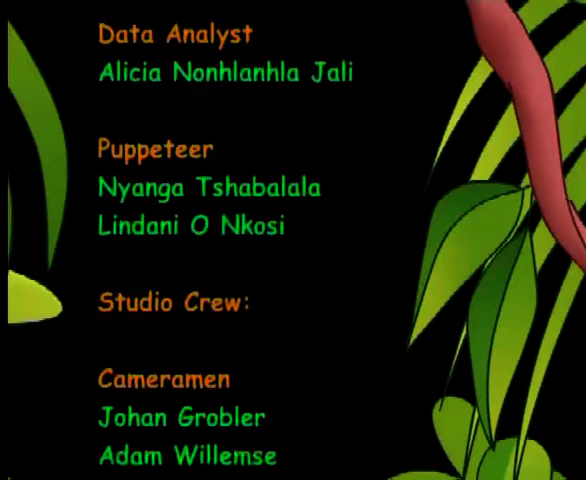 Data Analyst
Alicia Nonhlanhla Jali
Puppeteer
Nyanga Tshabalala
Lindani O Nkosi
Studio Crew:
Cameramen
Johan Grobler
Adam Willemse